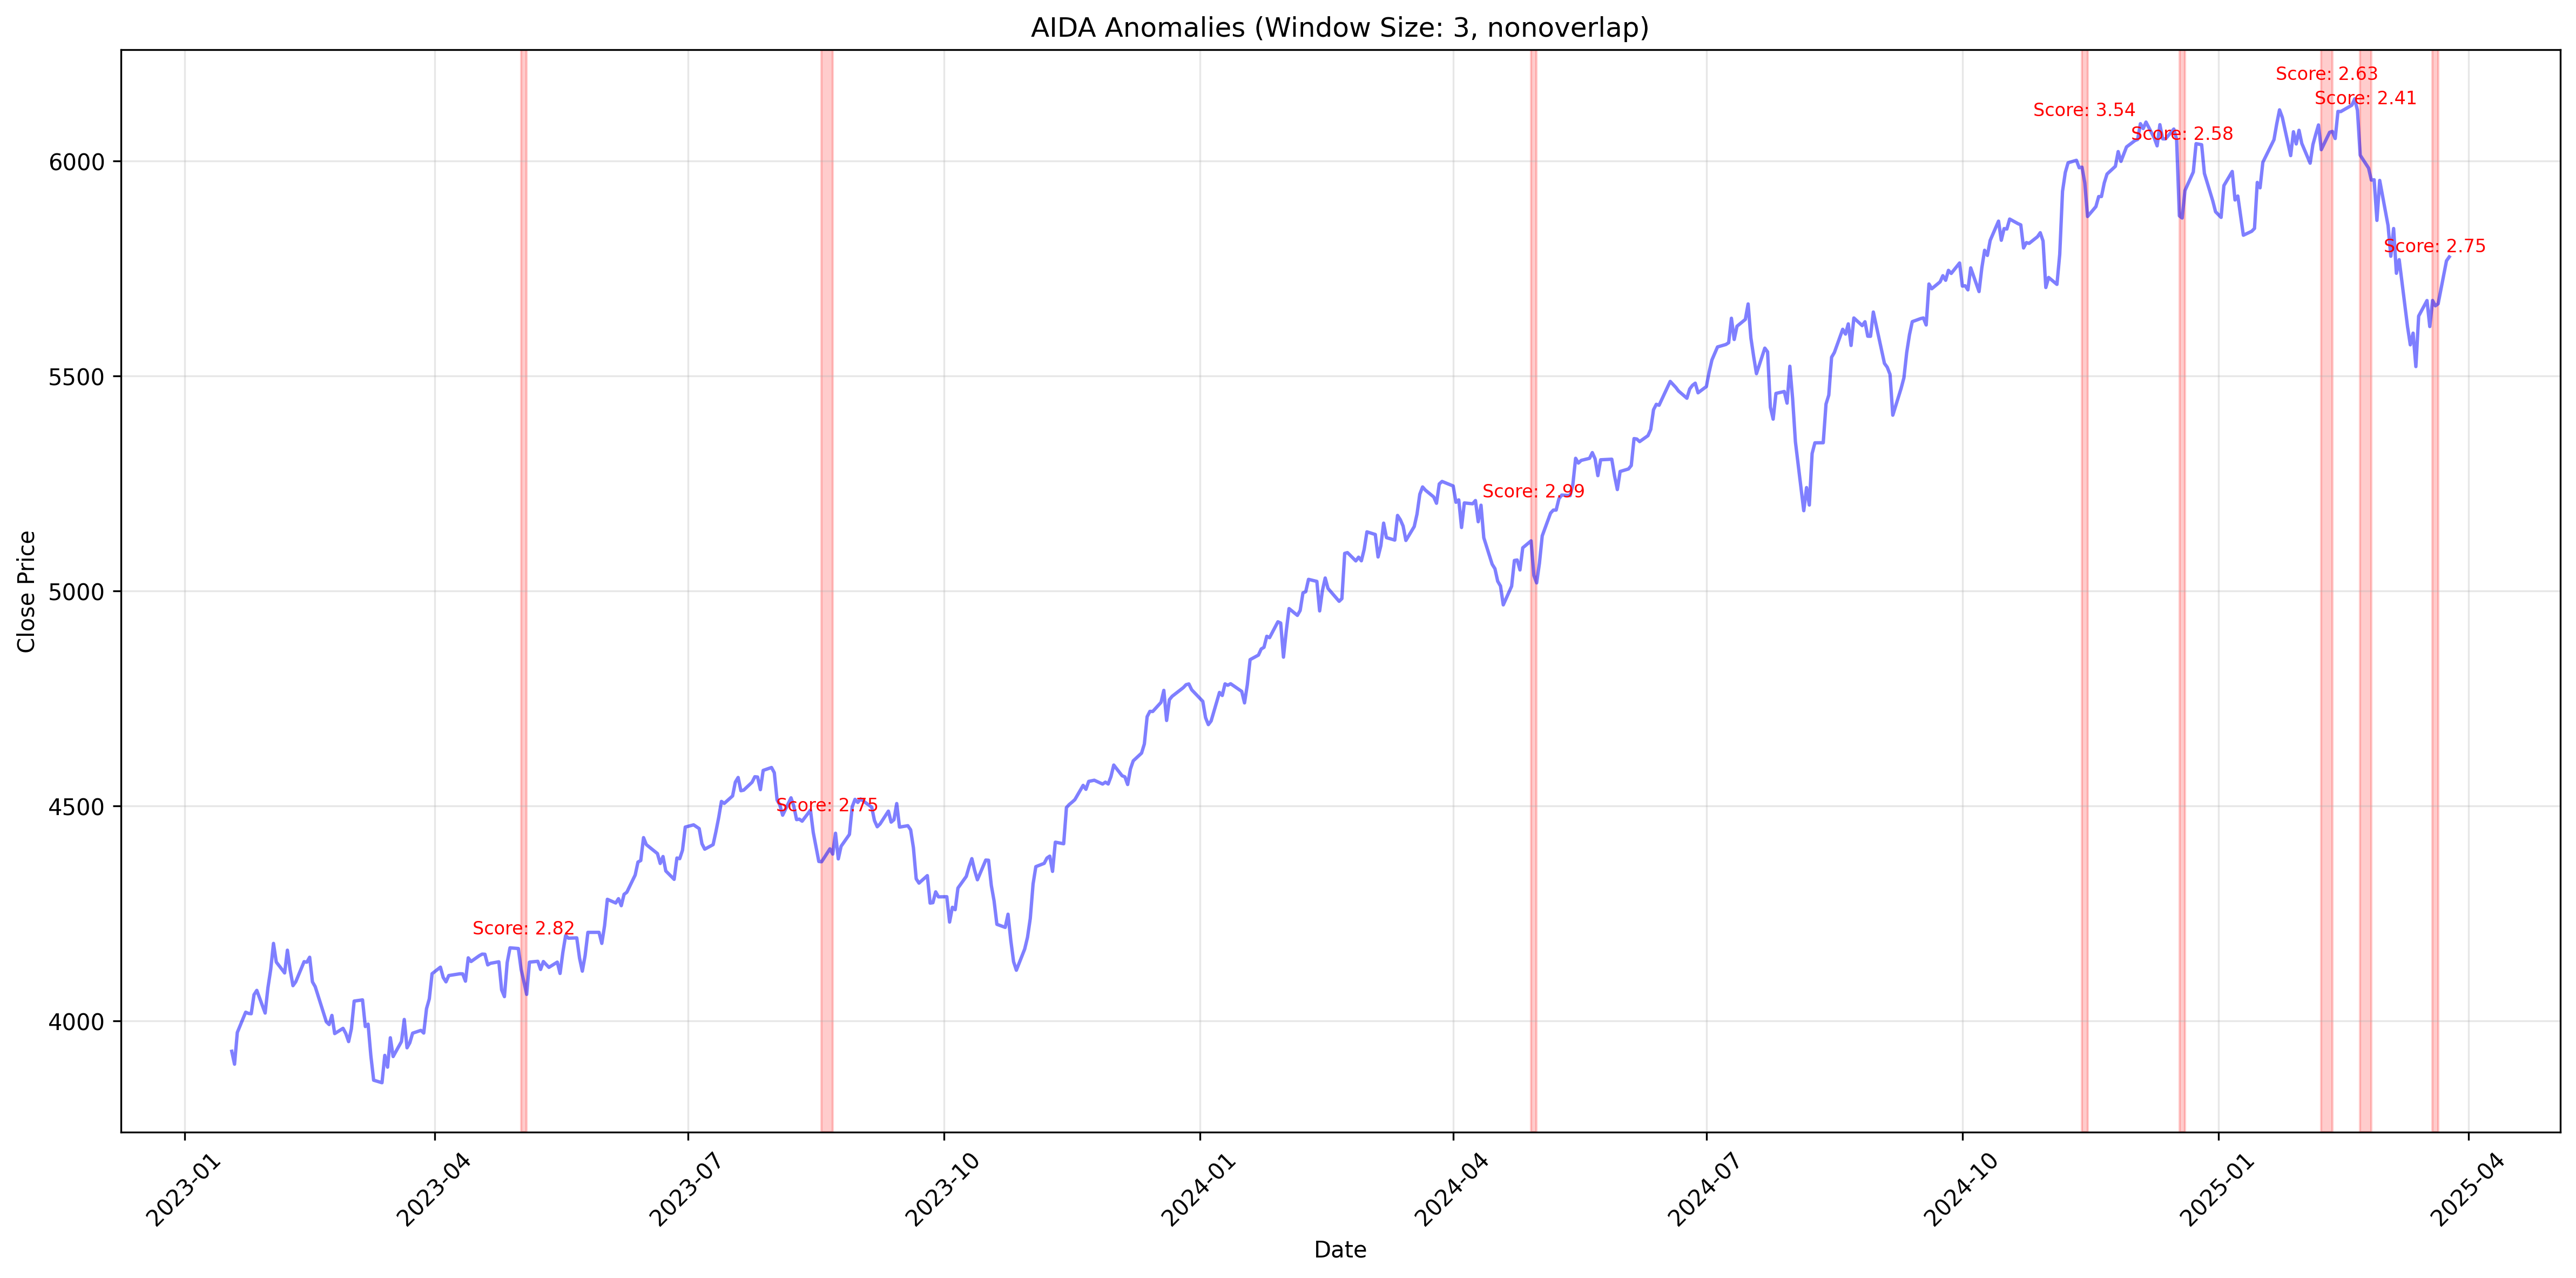 AIDA Anomalies (Window Size: 3, nonoverlap)
Score: 2.63
Score: 2.41
Score: 3.54
Score: 2.58
6000
Score: 2.75
5500
Score: 2.99
5000
Close Price
4500
Score: 2.75
Score: 2.82
4000
2023-01
2023-04
2023-07
2023-10
2024-01
2024-04
2024-07
2024-10
2025-01
2025-04
Date